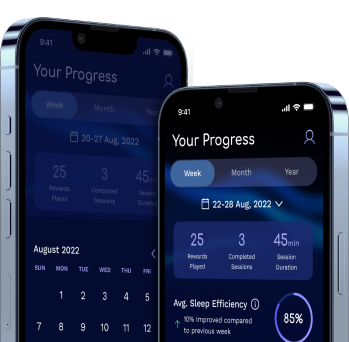 9:41
Your Progress
Week Month Year
20-27 Aug, 2022
25 3 45min
Rewards Played Completed Sessions Session Duration
August 2022
SUN MON TUE WED THU FRI
1 2 3 4 5
7 8 9 10 11 12
9:41
Your Progress
Week Month Year
22-28 Aug, 2022
25 3 45min
Rewards Completed Session
Played Sessions Duration
Avg. Sleep Efficiency
10% Improved compared
to previous week
85%